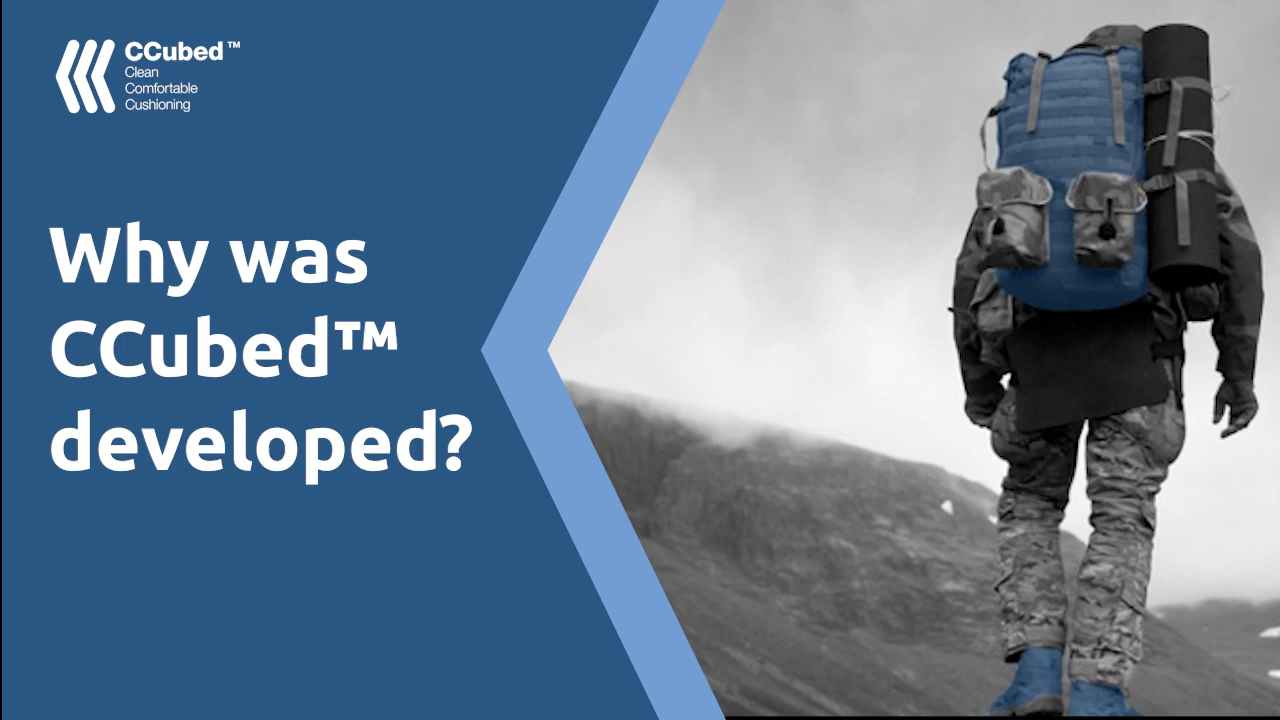 CCubed™
Clean
Comfortable
Cushioning
Why was
CCubed™
developed?